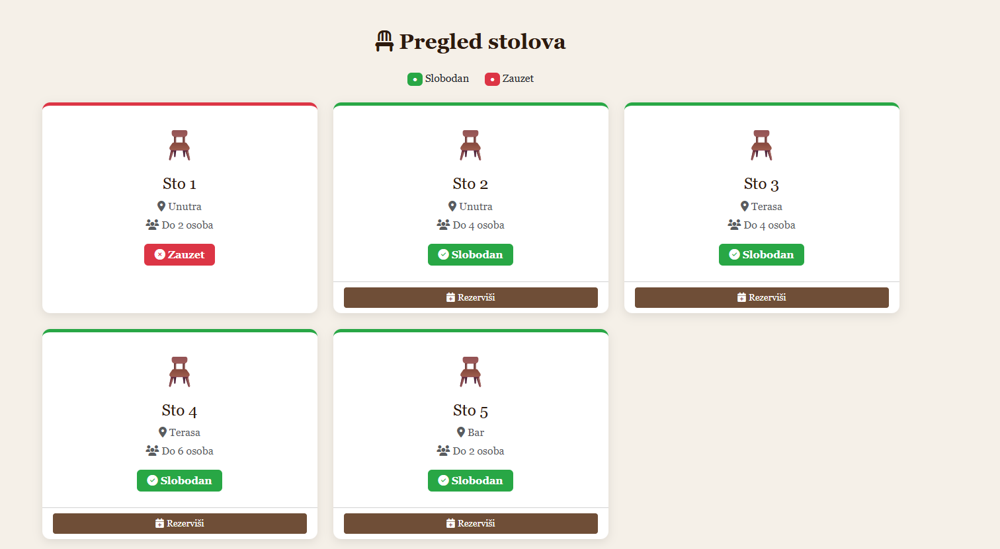 Pregled stolova
Slobodan Zauzet
Sto 1
Unutra
Do 2 osoba
Zauzet
Sto 2
Unutra
Do 4 osoba
Slobodan
Rezerviši
Sto 3
Terasa
Do 4 osoba
Slobodan
Rezerviši
Sto 4
Terasa
Do 6 osoba
Slobodan
Rezerviši
Sto 5
Bar
Do 2 osoba
Slobodan
Rezerviši